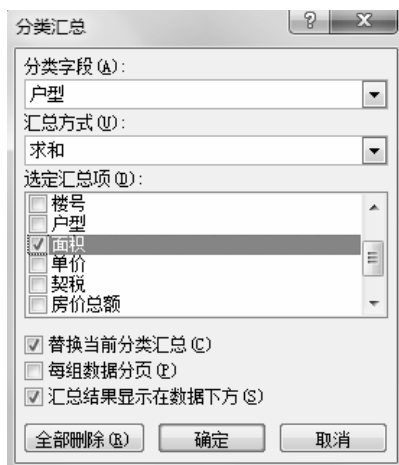 分类汇总
分类字段(A):
户型
汇总方式(U):
求和
选定汇总项(D):
楼号
户型
面积
单价
契税
房价总额
替换当前分类汇总(C)
每组数据分页(P)
汇总结果显示在数据下方(S)
全部删除(R) 确定 取消